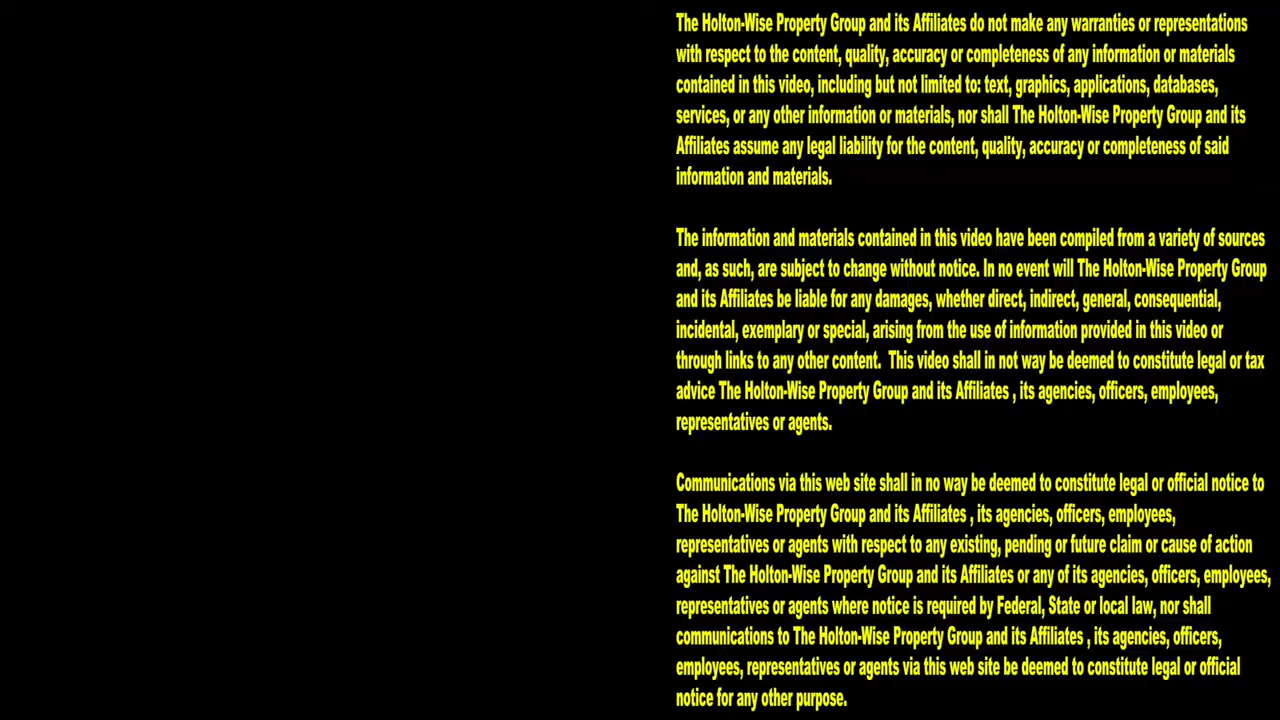 The Holton-Wise Property Group and its Affiliates do not make any warranties or representations
with respect to the content, quality, accuracy or completeness of any information or materials
contained in this video, including but not limited to: text, graphics, applications, databases,
services, or any other information or materials, nor shall The Holton-Wise Property Group and its
Affiliates assume any legal liability for the content, quality, accuracy or completeness of said
information and materials.
The information and materials contained in this video have been compiled from a variety of sources
and, as such, are subject to change without notice. In no event will The Holton-Wise Property Group
and its Affiliates be liable for any damages, whether direct, indirect, general, consequential,
incidental, exemplary or special, arising from the use of information provided in this video or
through links to any other content.  This video shall in not way be deemed to constitute legal or tax
advice The Holton-Wise Property Group and its Affiliates , its agencies, officers, employees,
representatives or agents.
Communications via this web site shall in no way be deemed to constitute legal or official notice to
The Holton-Wise Property Group and its Affiliates , its agencies, officers, employees,
representatives or agents with respect to any existing, pending or future claim or cause of action
against The Holton-Wise Property Group and its Affiliates or any of its agencies, officers, employees,
representatives or agents where notice is required by Federal, State or local law, nor shall
communications to The Holton-Wise Property Group and its Affiliates , its agencies, officers,
employees, representatives or agents via this web site be deemed to constitute legal or official
notice for any other purpose.